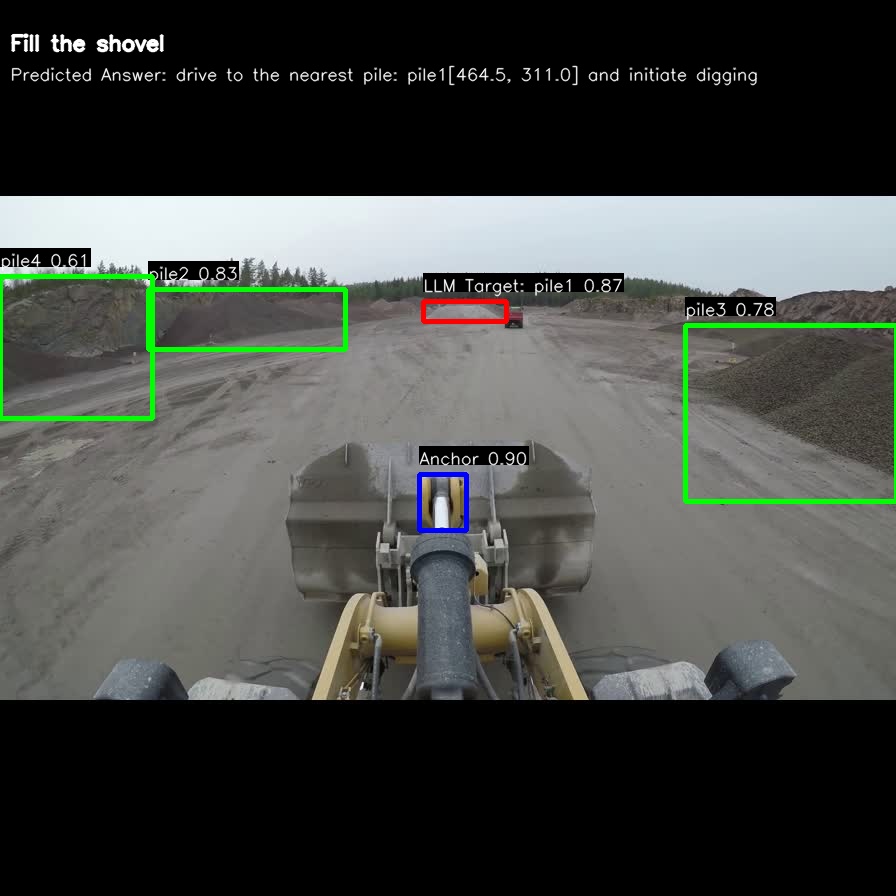 Fill the shovel
Predicted Answer: drive to the nearest pile: pile1[464.5, 311.0] and initiate digging
pile4 0.61
pile2 0.83
LLM Target: pile1 0.87
pile3 0.78
Anchor 0.90